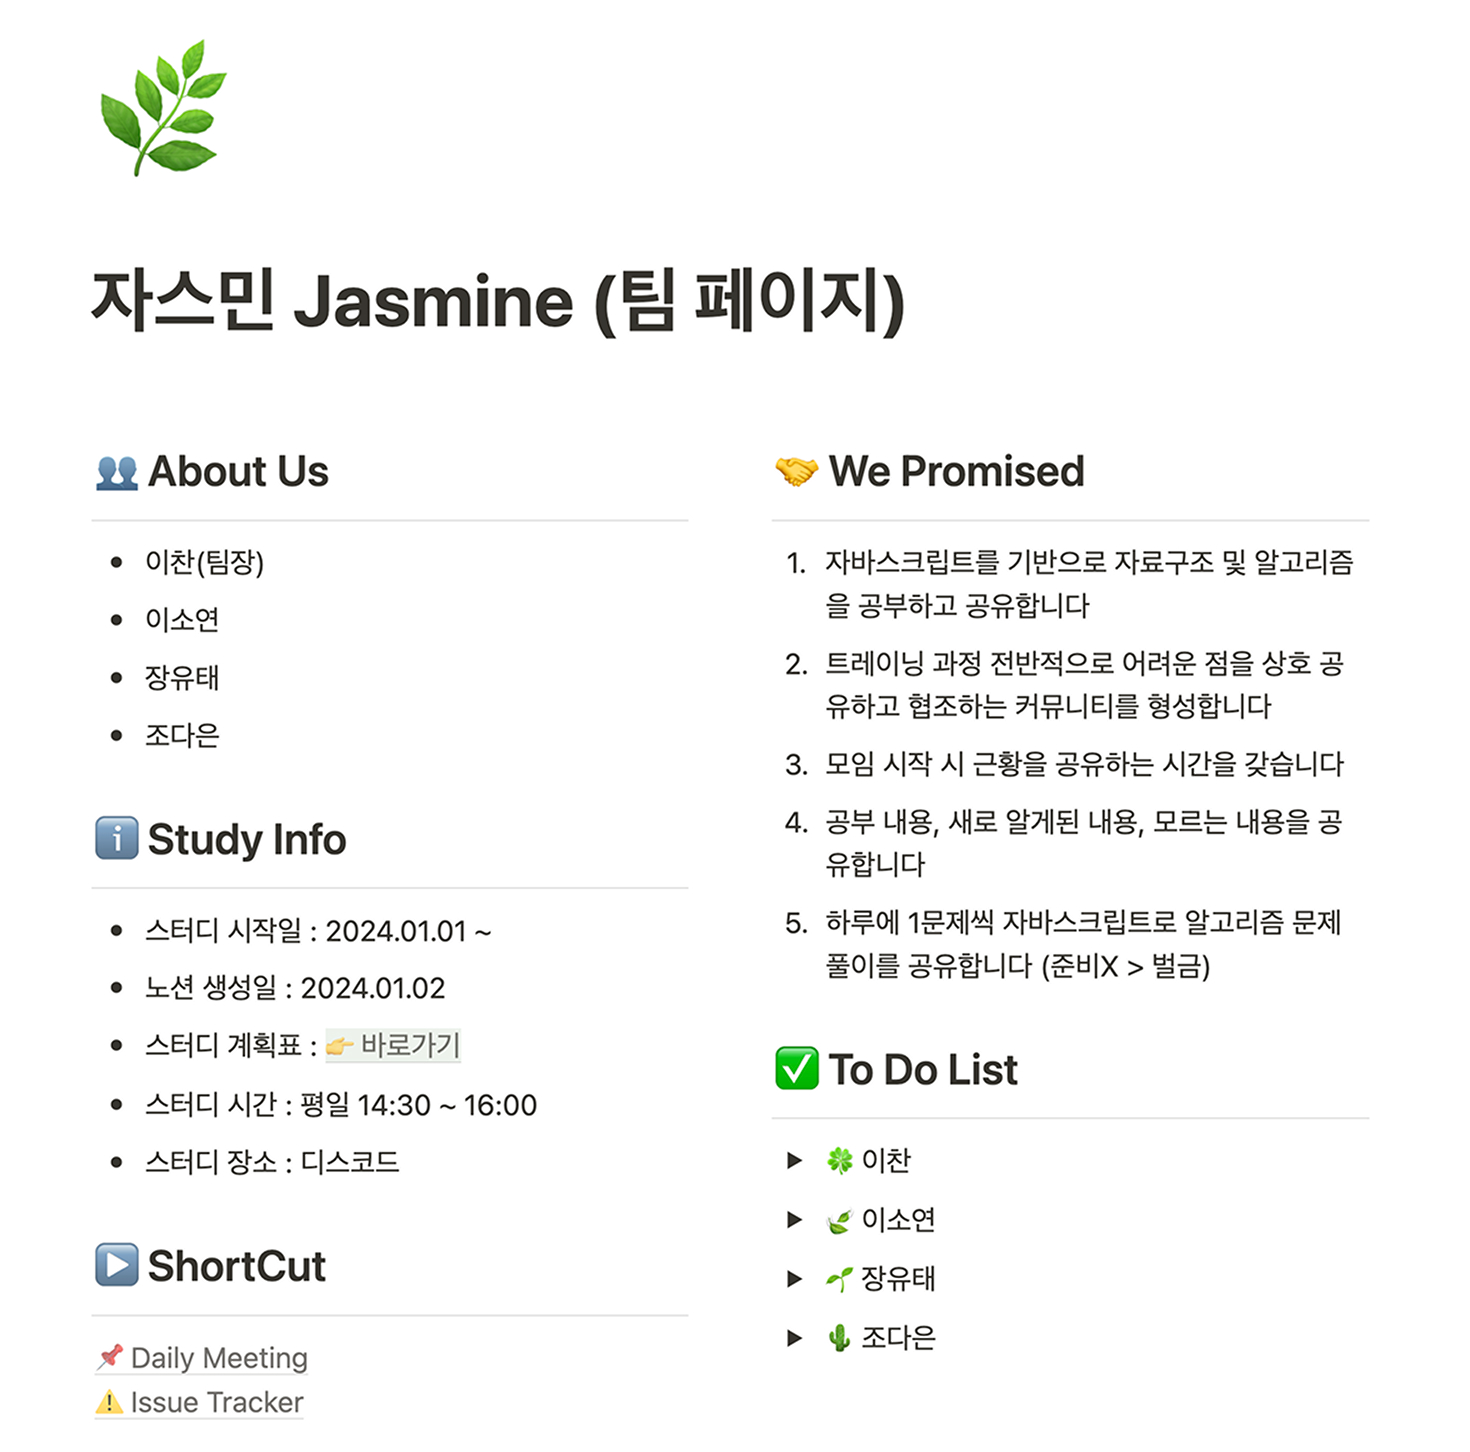 자스민 Jasmine (팀 페이지)
About Us
이찬(팀장)
이소연
장유태
조다은
Study Info
스터디 시작일 : 2024.01.01 ~
노션 생성일 : 2024.01.02
스터디 계획표 : 👉 바로가기
스터디 시간 : 평일 14:30 ~ 16:00
스터디 장소 : 디스코드
ShortCut
Daily Meeting
Issue Tracker
We Promised
1. 자바스크립트를 기반으로 자료구조 및 알고리즘
을 공부하고 공유합니다
2. 트레이닝 과정 전반적으로 어려운 점을 상호 공
유하고 협조하는 커뮤니티를 형성합니다
3. 모임 시작 시 근황을 공유하는 시간을 갖습니다
4. 공부 내용, 새로 알게된 내용, 모르는 내용을 공
유합니다
5. 하루에 1문제씩 자바스크립트로 알고리즘 문제
풀이를 공유합니다 (준비X > 벌금)
To Do List
이찬
이소연
장유태
조다은